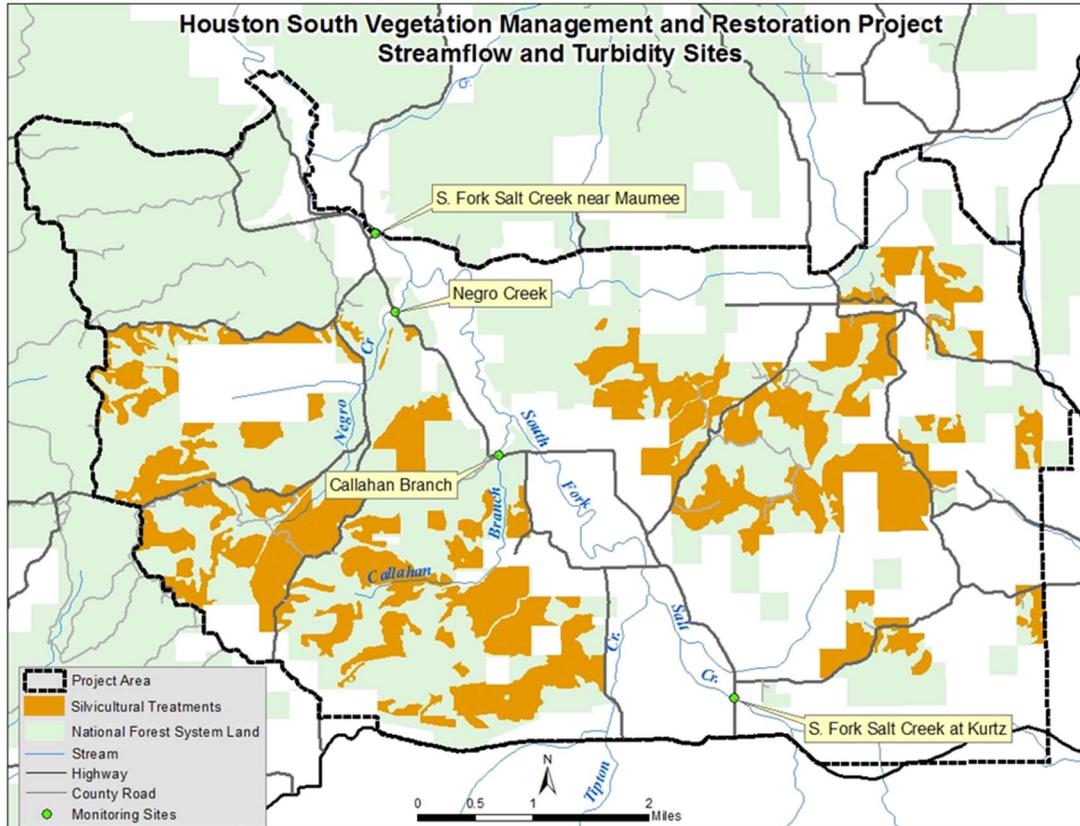 Houston South Vegetation Management and Restoration Project
Streamflow and Turbidity Sites
Cr.
S. Fork Salt Creek near Maumee
Negro Creek
Cr
Negro
South
Fork
Callahan Branch
Branch
Callahan
Salt
Cr.
Cr.
S. Fork Salt Creek at Kurtz
Tipton
Project Area
Silvicultural Treatments
National Forest System Land
Stream
Highway
County Road
Monitoring Sites
N
0 0.5 1 2
Miles